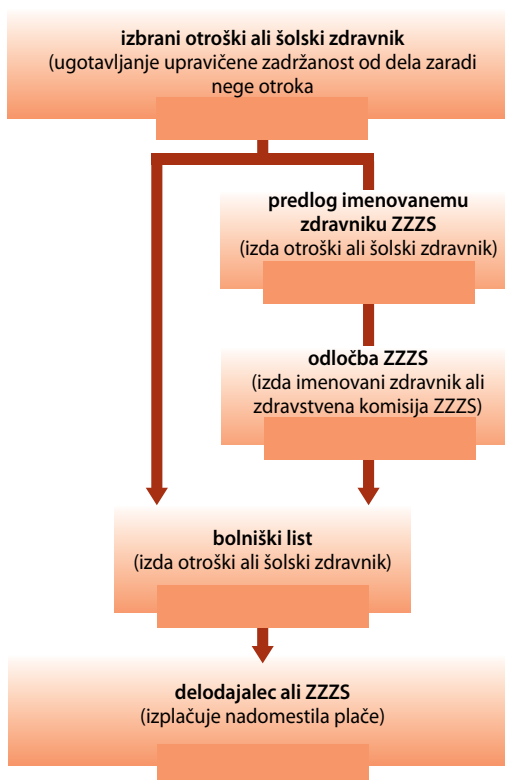 izbrani otroški ali šolski zdravnik
(ugotavljanje upravičene zadržanost od dela zaradi
nege otroka
predlog imenovanemu
zdravniku ZZZS
(izda otroški ali šolski zdravnik)
odločba ZZZS
(izda imenovani zdravnik ali
zdravstvena komisija ZZZS)
bolniški list
(izda otroški ali šolski zdravnik)
delodajalec ali ZZZS
(izplačuje nadomestila plače)